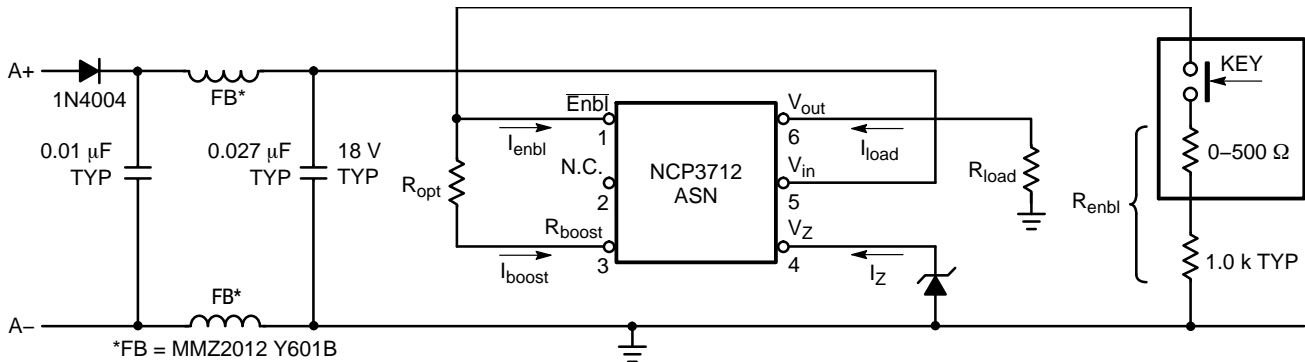 A+
1N4004
FB*
0.01 μF
TYP
0.027 μF
TYP
18 V
TYP
R_opt
Enbl
1
I_enbl
N.C.
2
R_boost
3
I_boost
NCP3712
ASN
V_out
6
I_load
V_in
5
V_Z
4
I_Z
R_load
KEY
0–500 Ω
R_enbl
1.0 k TYP
A–
FB*
*FB = MMZ2012 Y601B